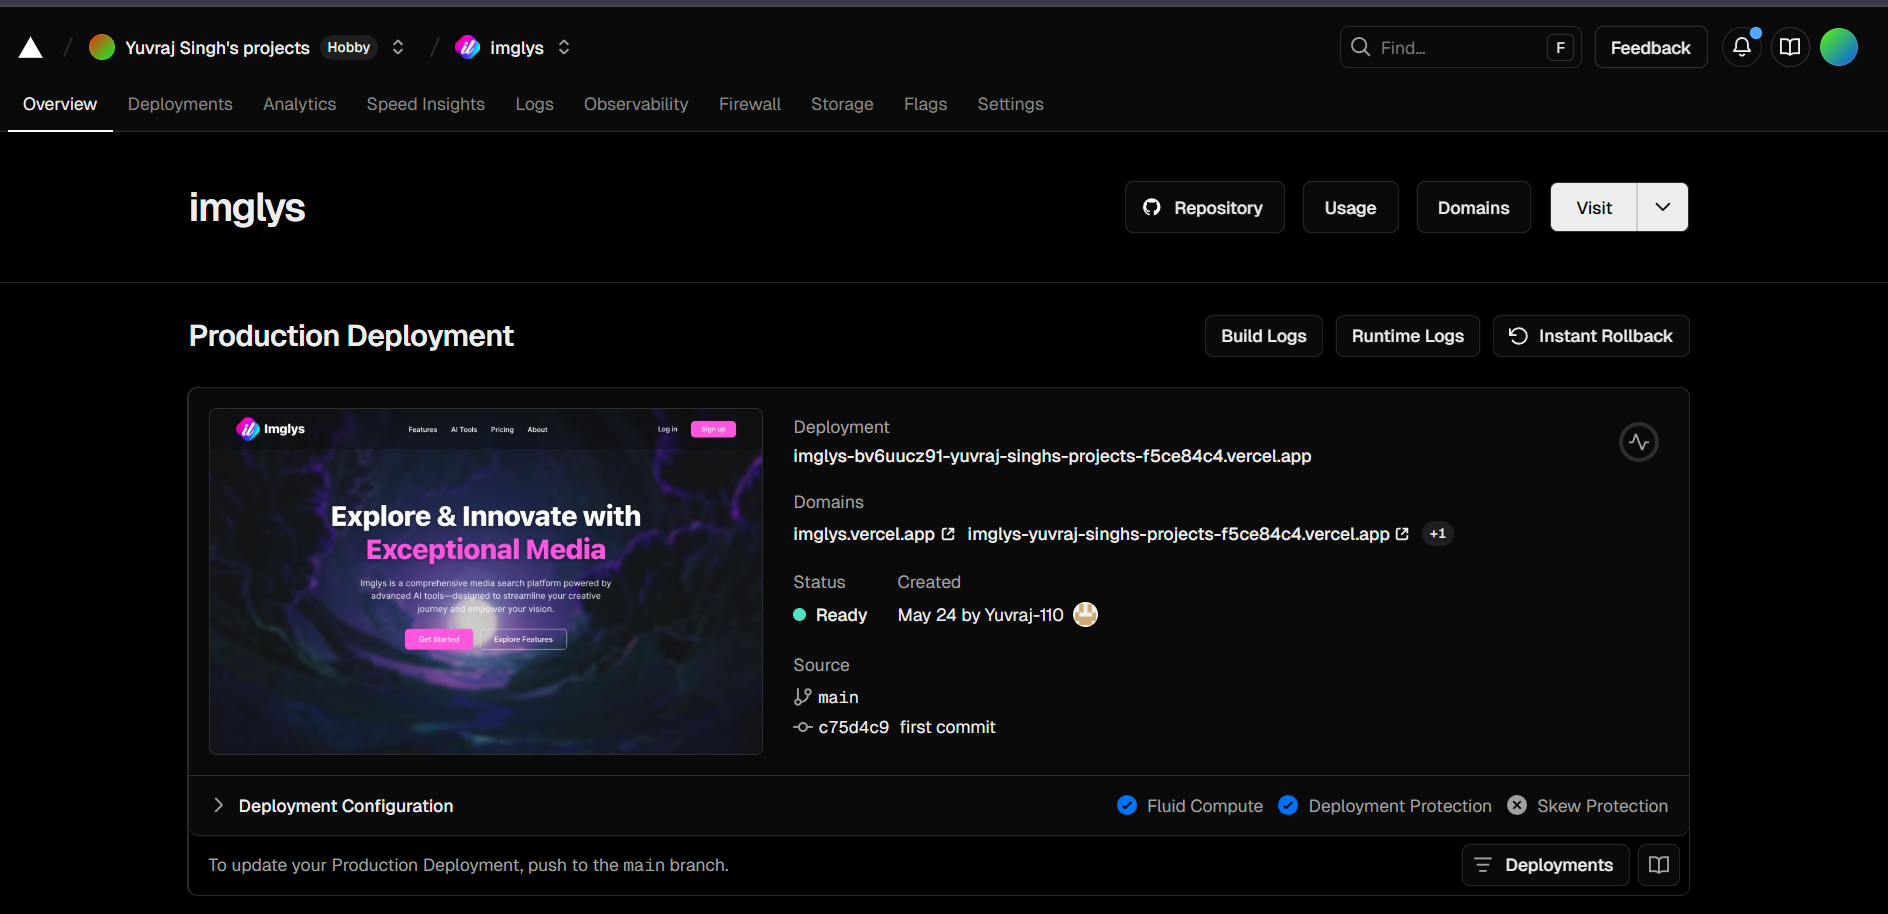 Yuvraj Singh's projects Hobby imglys
Find... F Feedback
Overview Deployments Analytics Speed Insights Logs Observability Firewall Storage Flags Settings
imglys
Repository Usage Domains Visit
Production Deployment
Build Logs Runtime Logs Instant Rollback
Imglys Features AI Tools Pricing About Log in Sign up
Explore & Innovate with
Exceptional Media
Imglys is a comprehensive media search platform powered by
advanced AI tools—designed to streamline your creative
journey and empower your vision.
Get Started Explore Features
Deployment
imglys-bv6uucz91-yuvraj-singhs-projects-f5ce84c4.vercel.app
Domains
imglys.vercel.app imglys-yuvraj-singhs-projects-f5ce84c4.vercel.app +1
Status Created
Ready May 24 by Yuvraj-110
Source
main
c75d4c9 first commit
Deployment Configuration Fluid Compute Deployment Protection Skew Protection
To update your Production Deployment, push to the main branch. Deployments